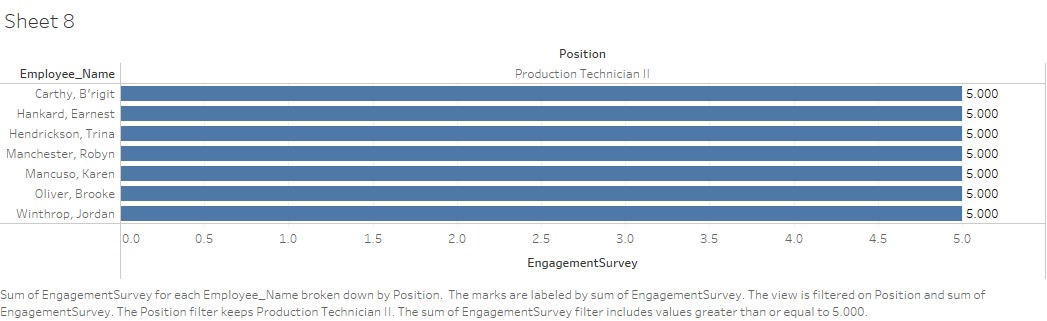 Sheet 8
Position
Employee_Name
Production Technician II
Carthy, B'rigit 5.000
Hankard, Earnest 5.000
Hendrickson, Trina 5.000
Manchester, Robyn 5.000
Mancuso, Karen 5.000
Oliver, Brooke 5.000
Winthrop, Jordan 5.000
0.0 0.5 1.0 1.5 2.0 2.5 3.0 3.5 4.0 4.5 5.0
EngagementSurvey
Sum of EngagementSurvey for each Employee_Name broken down by Position.  The marks are labeled by sum of EngagementSurvey. The view is filtered on Position and sum of
EngagementSurvey. The Position filter keeps Production Technician II. The sum of EngagementSurvey filter includes values greater than or equal to 5.000.